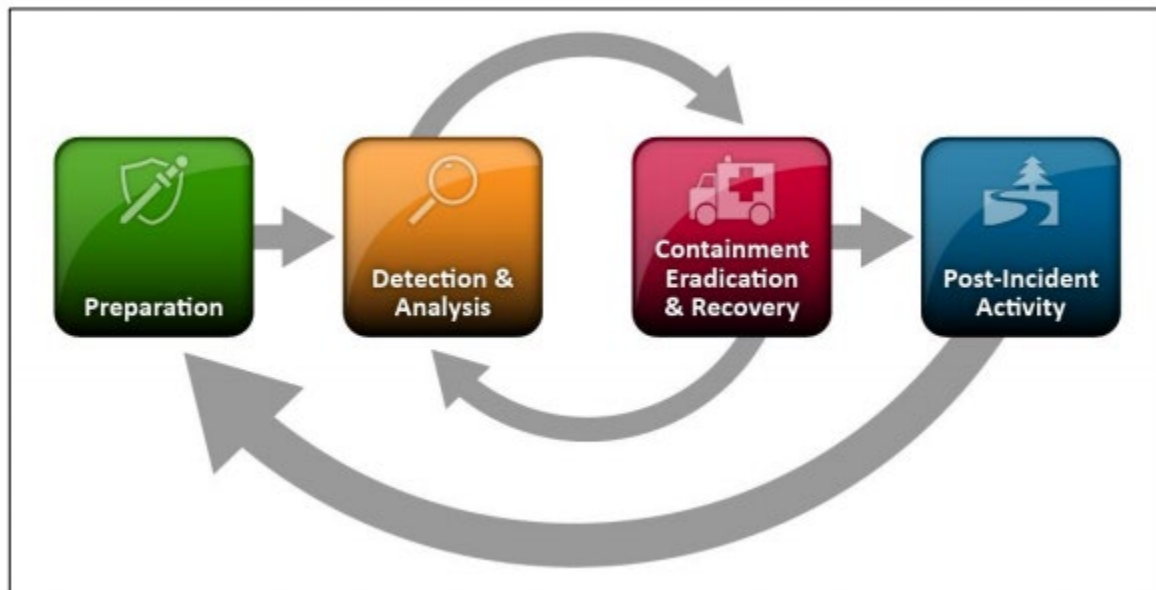 Preparation
Detection &
Analysis
Containment
Eradication
& Recovery
Post-Incident
Activity